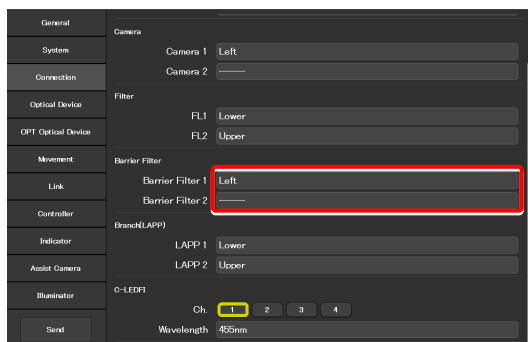 General
System
Connection
Optical Device
OPT Optical Device
Movement
Link
Controller
Indicator
Assist Camera
Illuminator
Send
Camera
Camera 1 Left
Camera 2 ——
Filter
FL1 Lower
FL2 Upper
Barrier Filter
Barrier Filter 1 Left
Barrier Filter 2 ——
Branch(LAPP)
LAPP 1 Lower
LAPP 2 Upper
C-LEDFI
Ch. 1 2 3 4
Wavelength 455nm